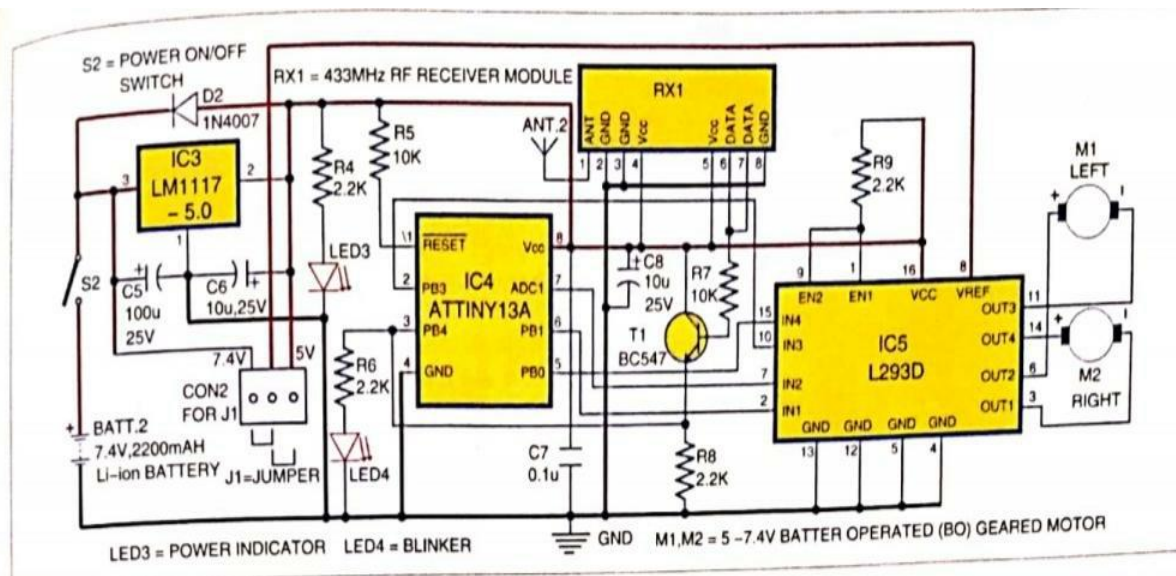 S2 = POWER ON/OFF
SWITCH
RX1 = 433MHz RF RECEIVER MODULE
D2
1N4007
IC3
LM1117
- 5.0
3
2
1
S2
C5
100u
25V
C6
10u,25V
7.4V
5V
CON2
FOR J1
BATT.2
7.4V,2200mAH
Li-ion BATTERY
J1=JUMPER
R4
2.2K
LED3
R5
10K
R6
2.2K
LED4
ANT.2
RX1
ANT
GND
GND
Vcc
Vcc
DATA
DATA
GND
1 2 3 4 5 6 7 8
IC4
ATTINY13A
RESET
PB3
PB4
GND
Vcc
ADC1
PB1
PB0
1
2
3
4
8
7
6
5
C8
10u
25V
R7
10K
T1
BC547
C7
0.1u
R8
2.2K
R9
2.2K
9 1 16 8
EN2 EN1 VCC VREF
IC5
L293D
15 IN4
10 IN3
7 IN2
2 IN1
OUT3 11
OUT4 14
OUT2 6
OUT1 3
GND GND GND GND
13 12 5 4
M1
LEFT
+
M2
RIGHT
+
GND
LED3 = POWER INDICATOR LED4 = BLINKER
M1,M2 = 5 -7.4V BATTER OPERATED (BO) GEARED MOTOR